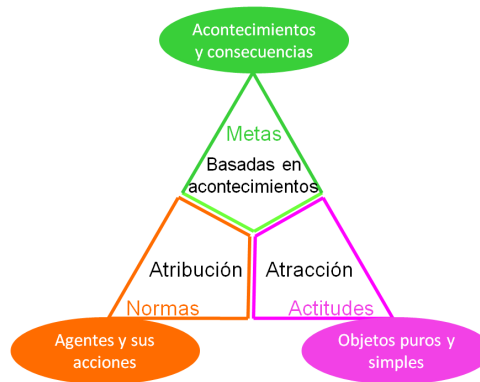 Acontecimientos
y consecuencias
Metas
Basadas en
acontecimientos
Atribución
Atracción
Normas
Actitudes
Agentes y sus
acciones
Objetos puros y
simples